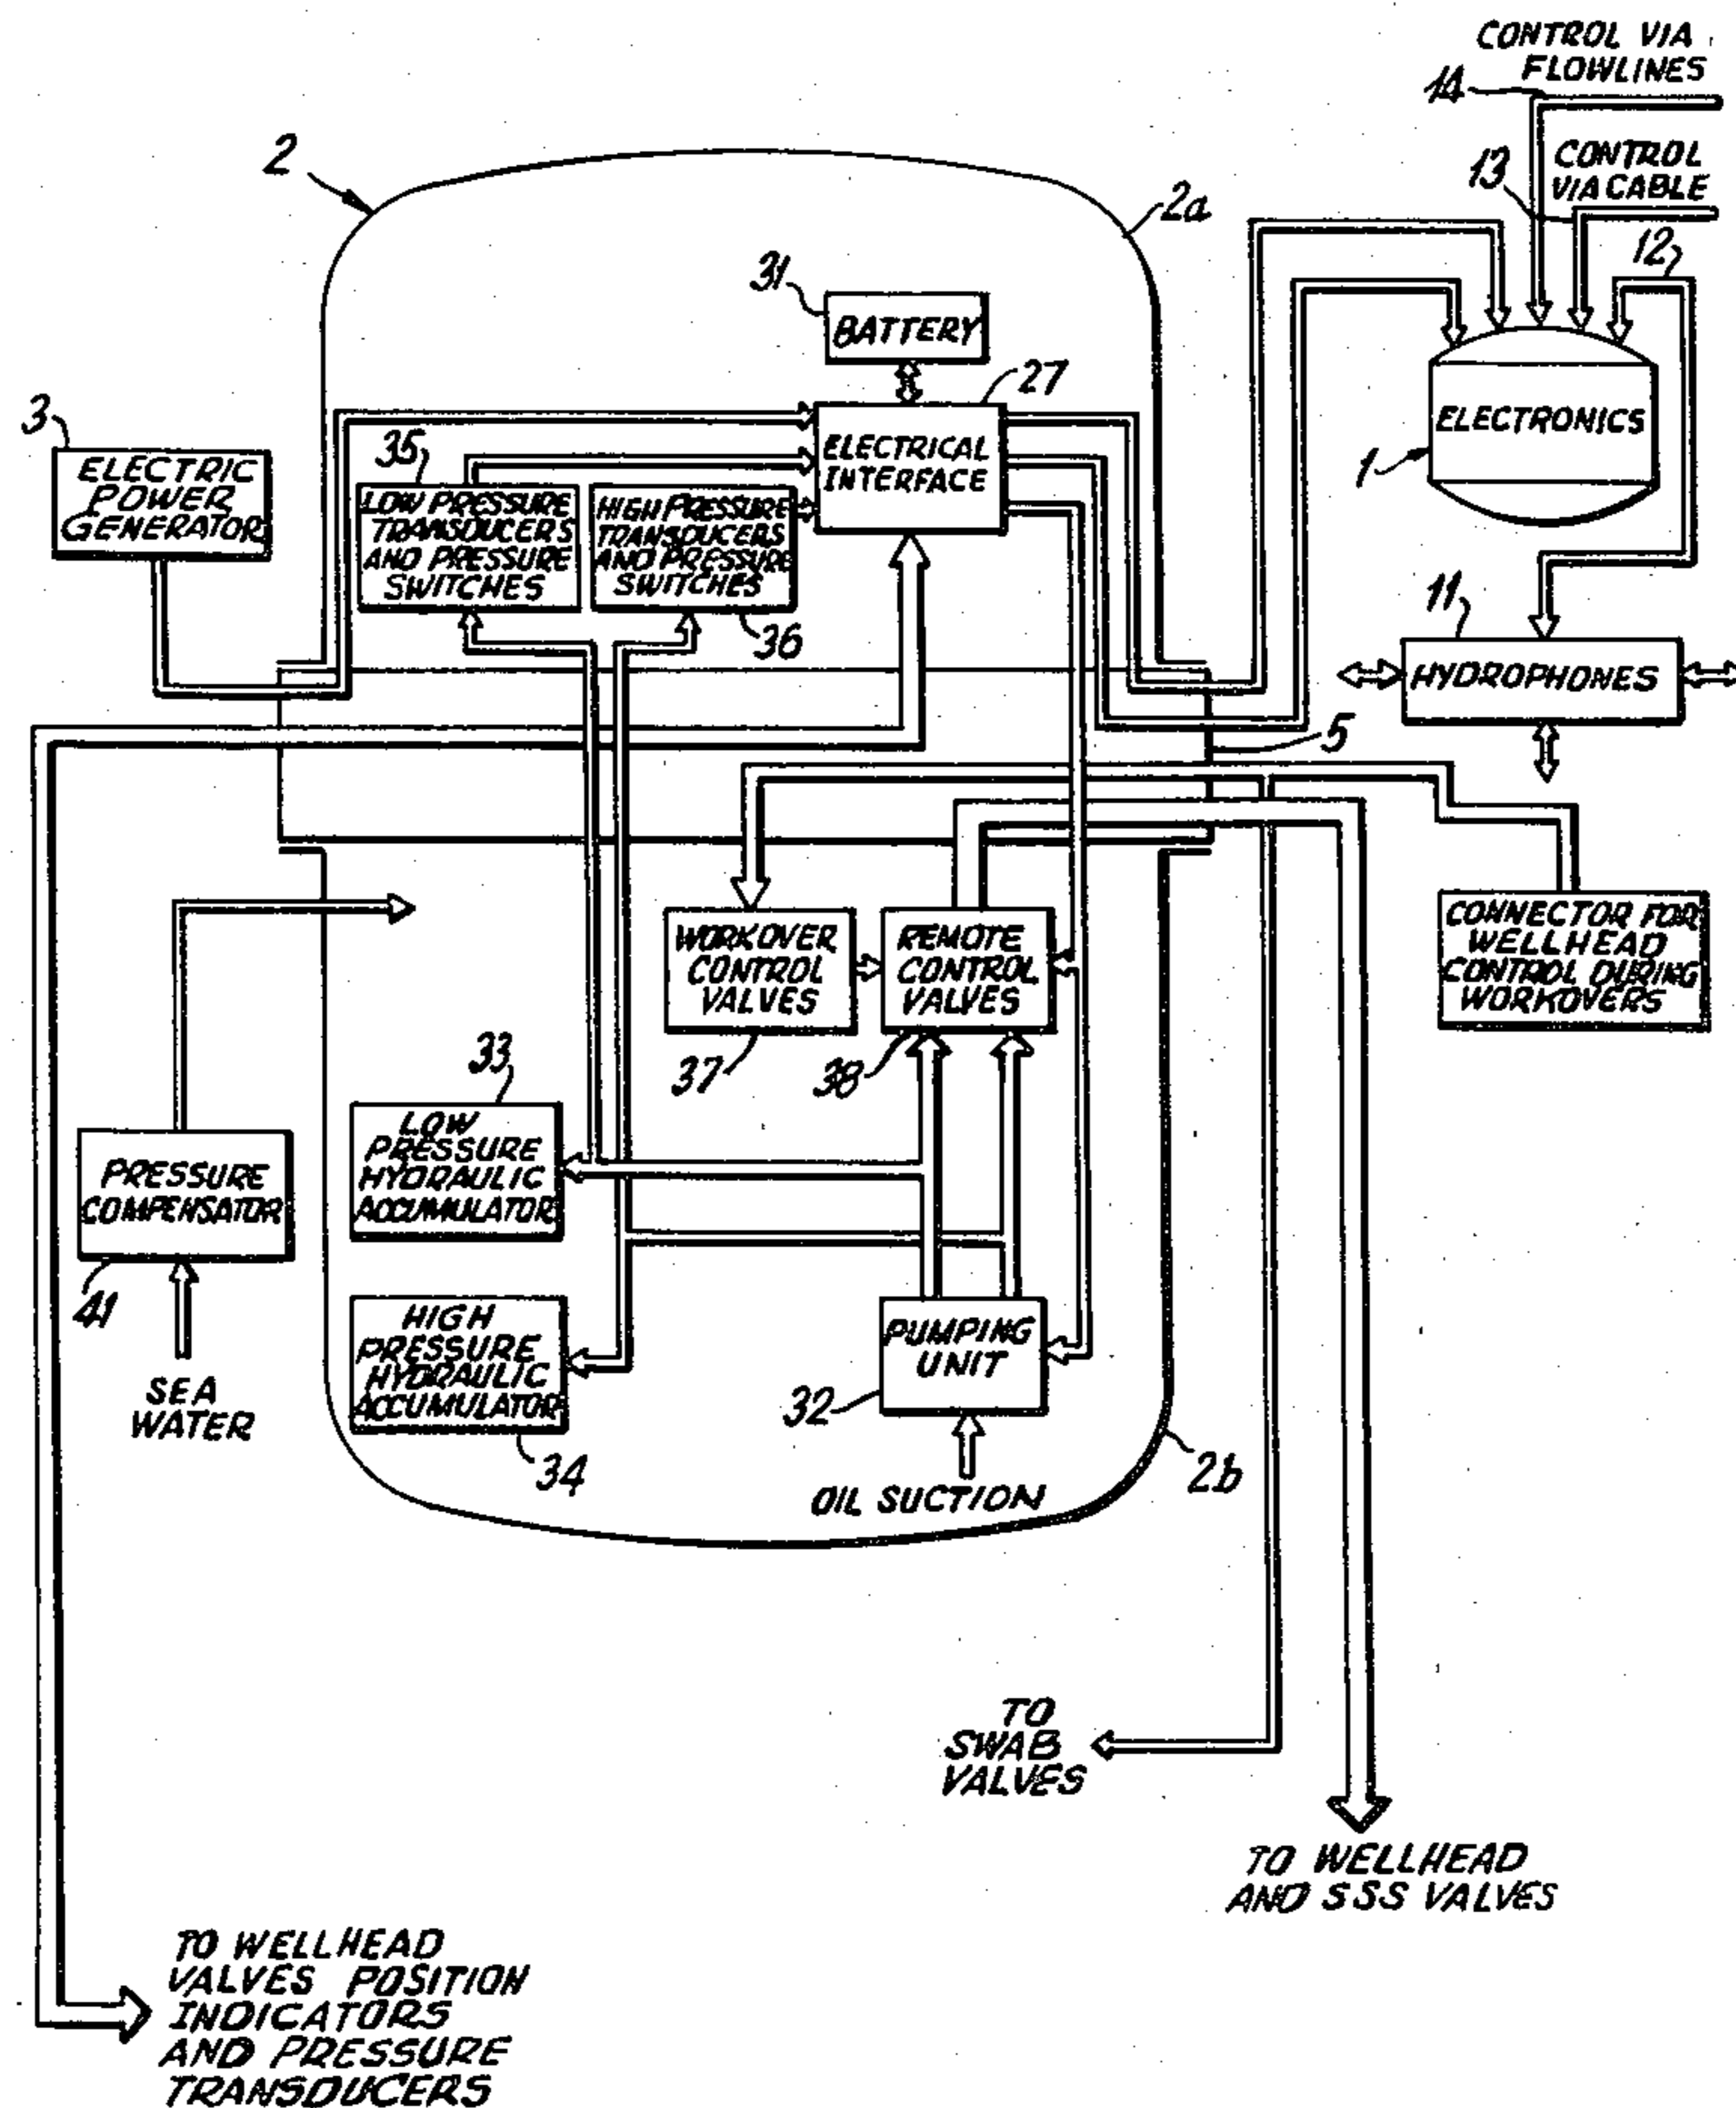 CONTROL VIA
FLOWLINES
14
CONTROL
VIA CABLE
13
12
2
2a
31
BATTERY
27
ELECTRICAL
INTERFACE
3
ELECTRIC
POWER
GENERATOR
35
LOW PRESSURE
TRANSDUCERS
AND PRESSURE
SWITCHES
HIGH PRESSURE
TRANSDUCERS
AND PRESSURE
SWITCHES
36
ELECTRONICS
1
11
HYDROPHONES
5
WORKOVER
CONTROL
VALVES
37
REMOTE
CONTROL
VALVES
38
CONNECTOR FOR
WELLHEAD
CONTROL DURING
WORKOVERS
33
LOW
PRESSURE
HYDRAULIC
ACCUMULATOR
PRESSURE
COMPENSATOR
41
SEA
WATER
HIGH
PRESSURE
HYDRAULIC
ACCUMULATOR
34
PUMPING
UNIT
32
OIL SUCTION
2b
TO
SWAB
VALVES
TO WELLHEAD
AND SSS VALVES
TO WELLHEAD
VALVES POSITION
INDICATORS
AND PRESSURE
TRANSDUCERS